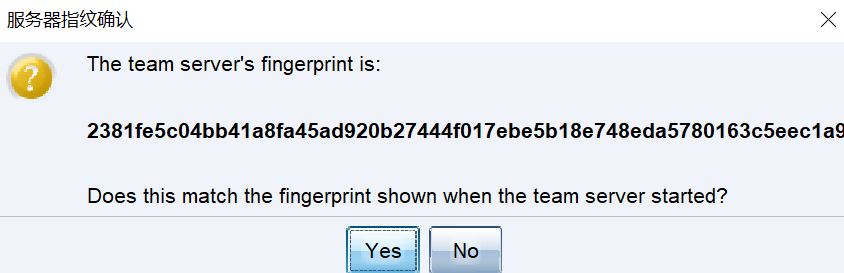 服务器指纹确认
The team server's fingerprint is:
2381fe5c04bb41a8fa45ad920b27444f017ebe5b18e748eda5780163c5eec1a9
Does this match the fingerprint shown when the team server started?
Yes No